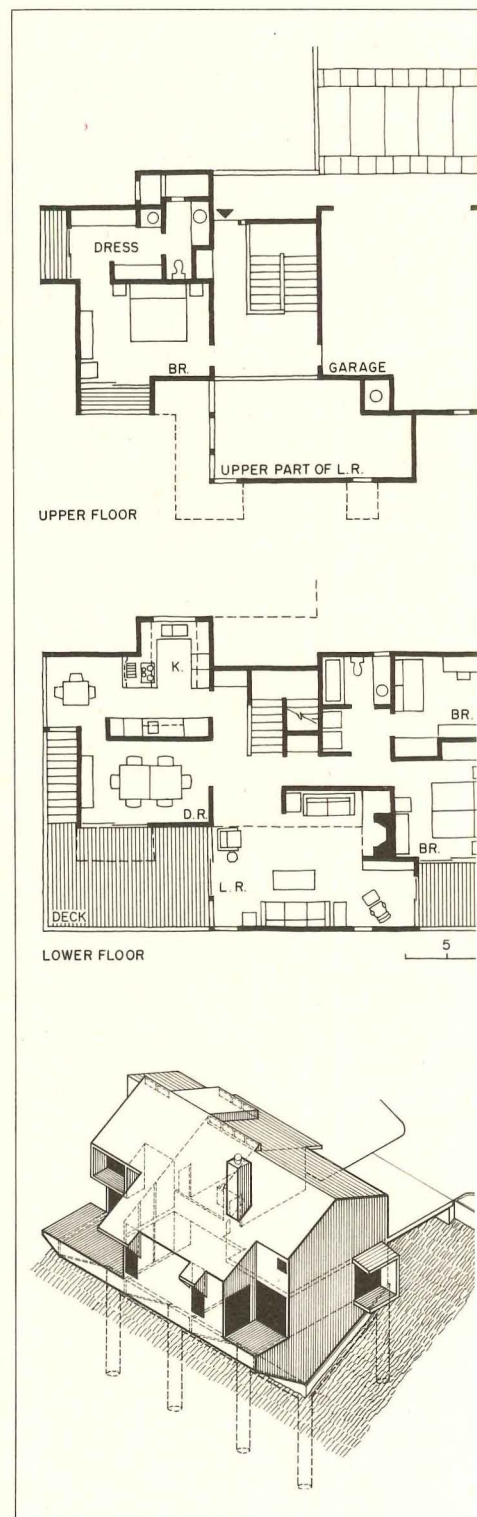 DRESS
BR.
GARAGE
UPPER PART OF L.R.
UPPER FLOOR
K.
BR.
D.R.
BR.
L.R.
DECK
LOWER FLOOR
5